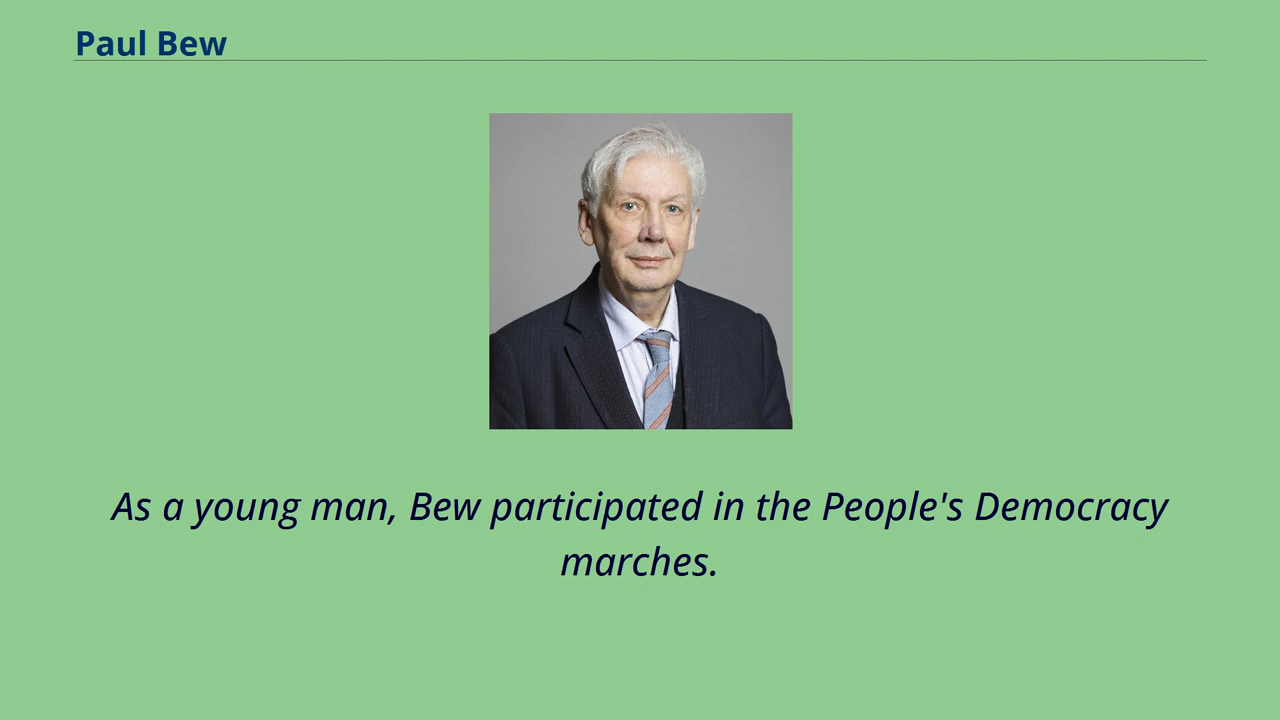 Paul Bew
As a young man, Bew participated in the People's Democracy
marches.